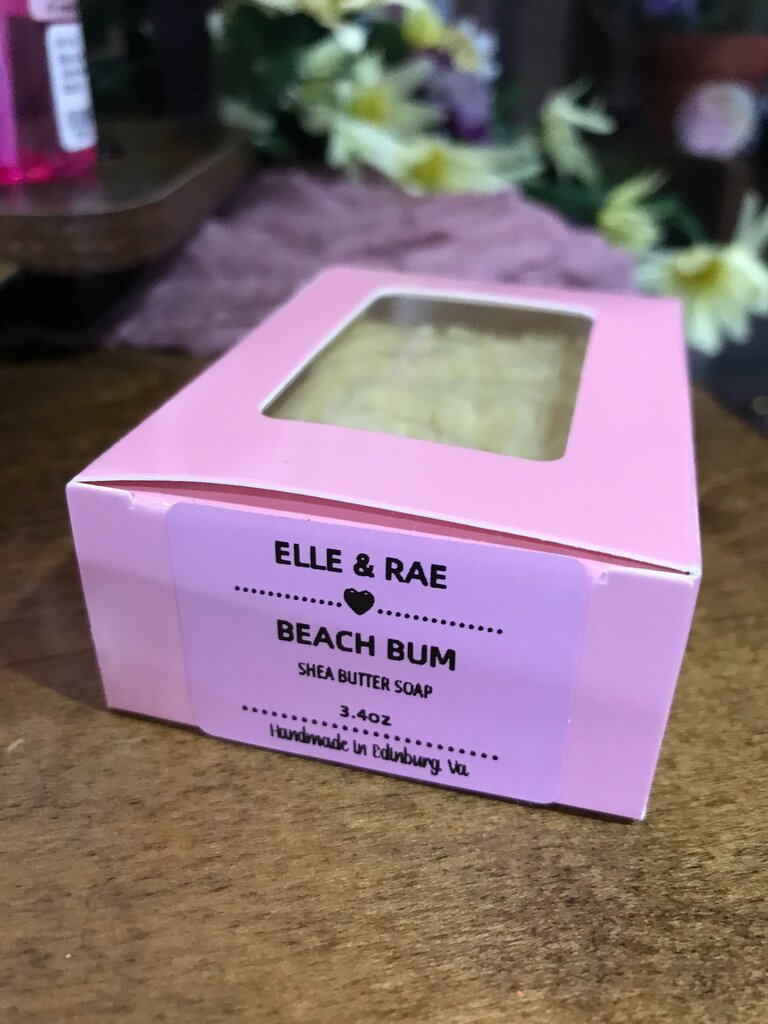 ELLE & RAE
BEACH BUM
SHEA BUTTER SOAP
3.4oz
Handmade in Edinburg, Va